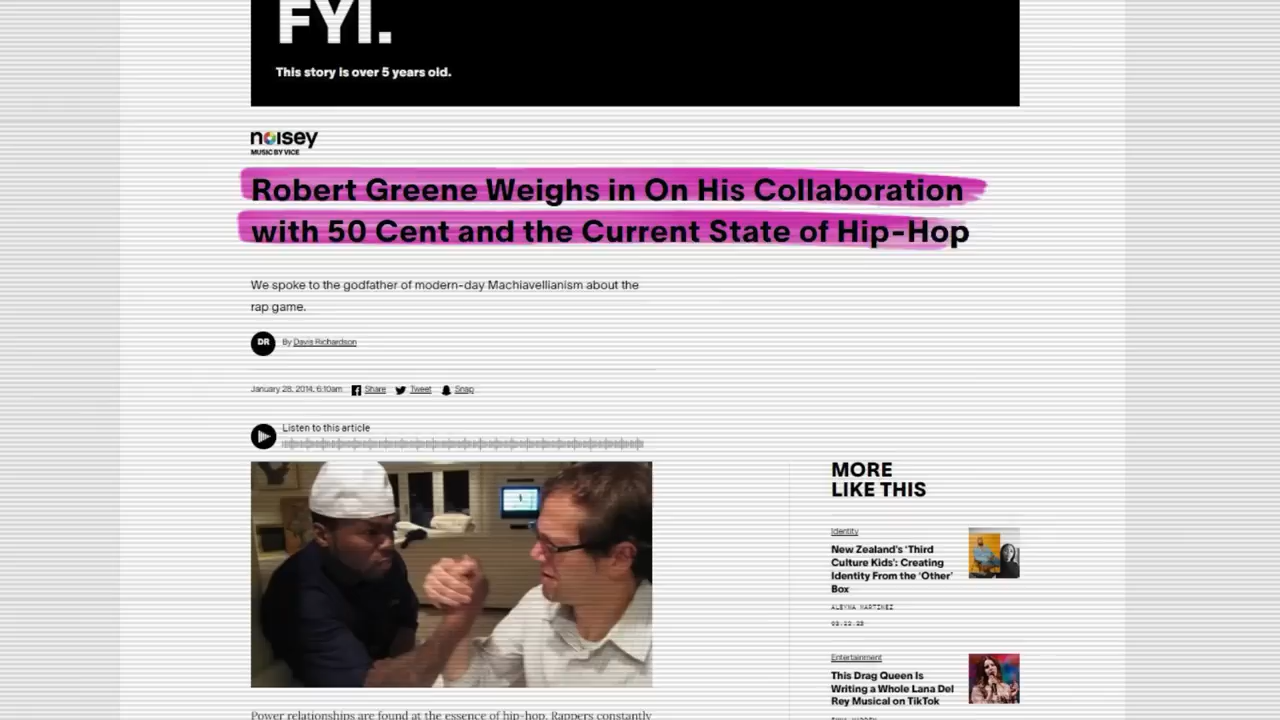 FYI.
This story is over 5 years old.
noisey
MUSIC BY VICE
Robert Greene Weighs in On His Collaboration
with 50 Cent and the Current State of Hip-Hop
We spoke to the godfather of modern-day Machiavellianism about the
rap game.
DR By Davis Richardson
January 28, 2014, 6:10am Share Tweet Snap
Listen to this article
MORE
LIKE THIS
Identity
New Zealand's 'Third
Culture Kids': Creating
Identity From the 'Other'
Box
ALEYNA MARTINEZ
Entertainment
This Drag Queen Is
Writing a Whole Lana Del
Rey Musical on TikTok
Power relationships are found at the essence of hip-hop. Rappers constantly